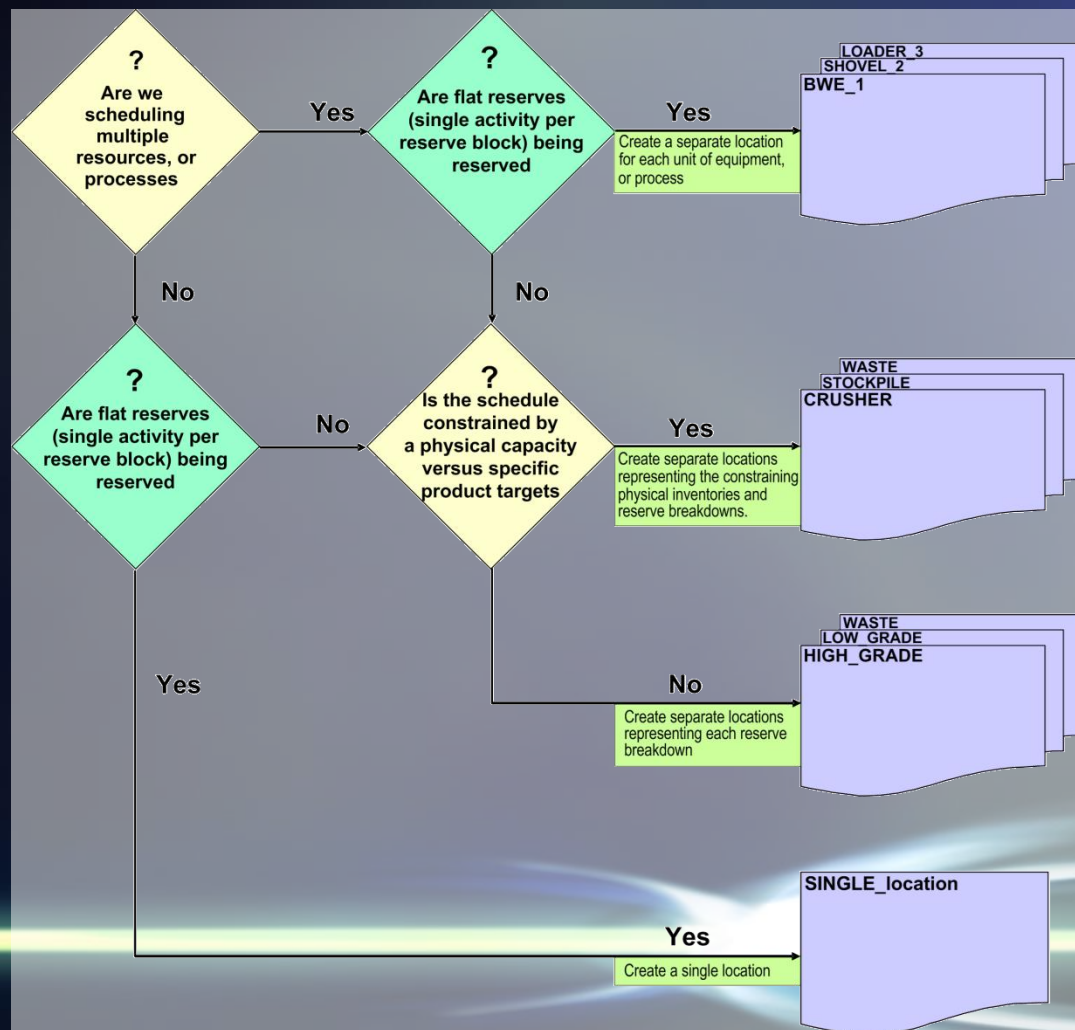 ?
Are we
scheduling
multiple
resources, or
processes
Yes
?
Are flat reserves
(single activity per
reserve block) being
reserved
Yes
Create a separate location
for each unit of equipment,
or process
LOADER_3
SHOVEL_2
BWE_1
No
No
?
Are flat reserves
(single activity per
reserve block) being
reserved
No
?
Is the schedule
constrained by
a physical capacity
versus specific
product targets
Yes
Create separate locations
representing the constraining
physical inventories and
reserve breakdowns.
WASTE
STOCKPILE
CRUSHER
Yes
No
Create separate locations
representing each reserve
breakdown
WASTE
LOW_GRADE
HIGH_GRADE
Yes
Create a single location
SINGLE_location